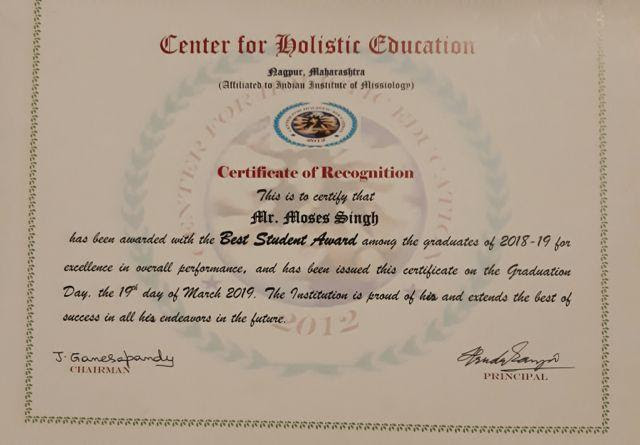 Center for Holistic Education
Nagpur, Maharashtra
(Affiliated to Indian Institute of Missiology)
Certificate of Recognition
This is to certify that
Mr. Moses Singh
has been awarded with the Best Student Award among the graduates of 2018-19 for
excellence in overall performance, and has been issued this certificate on the Graduation
Day, the 19th day of March 2019. The Institution is proud of his and extends the best of
success in all his endeavors in the future.
2012
J. Ganesapandy
CHAIRMAN
PRINCIPAL